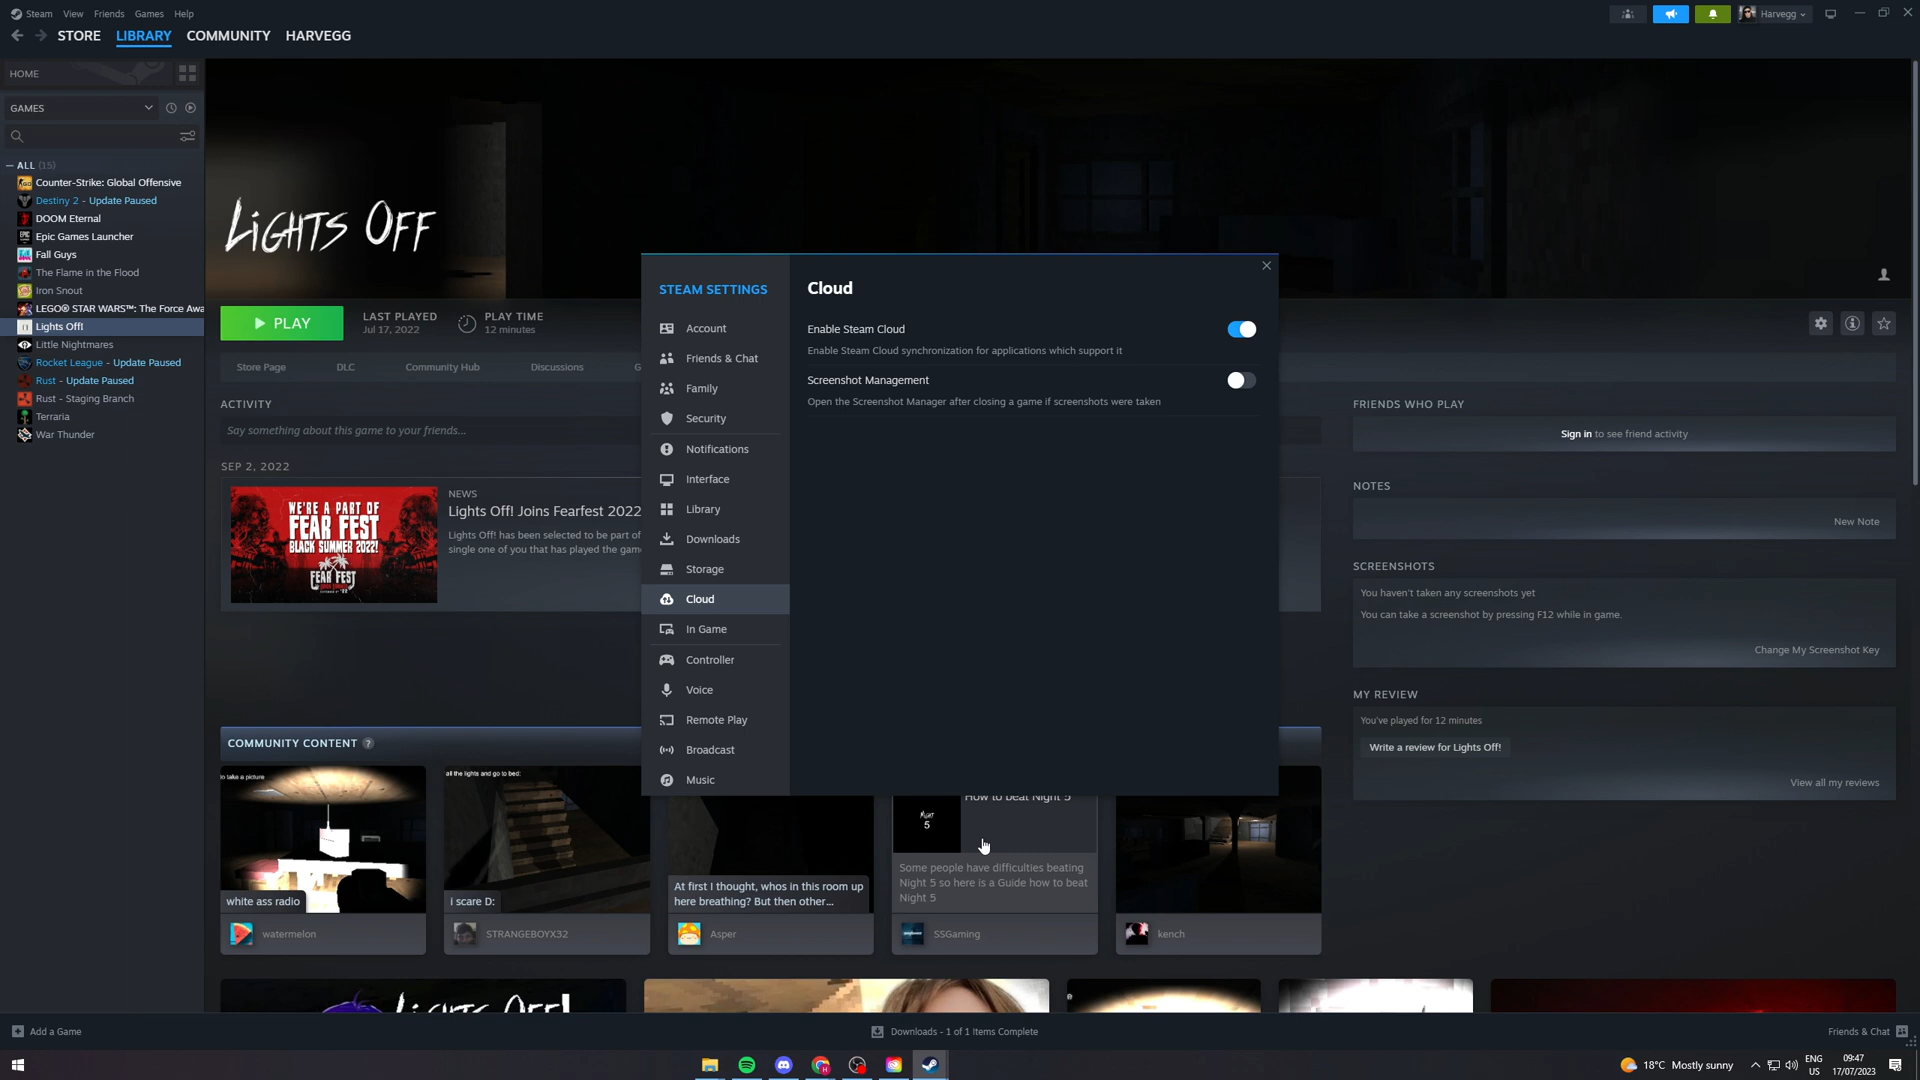 Steam View Friends Games Help
Harvegg
STORE LIBRARY COMMUNITY HARVEGG
HOME
GAMES
ALL (15)
Counter-Strike: Global Offensive
Destiny 2 - Update Paused
DOOM Eternal
Epic Games Launcher
Fall Guys
The Flame in the Flood
Iron Snout
LEGO® STAR WARS™: The Force Awa
Lights Off!
Little Nightmares
Rocket League - Update Paused
Rust - Update Paused
Rust - Staging Branch
Terraria
War Thunder
LiGHTS OFF
PLAY
LAST PLAYED
Jul 17, 2022
PLAY TIME
12 minutes
Store Page DLC Community Hub Discussions G
ACTIVITY
Say something about this game to your friends...
SEP 2, 2022
WE'RE A PART OF
FEAR FEST
BLACK SUMMER 2022!
FEAR
FEST
NEWS
Lights Off! Joins Fearfest 2022
Lights Off! has been selected to be part of
single one of you that has played the gam
STEAM SETTINGS
Account
Friends & Chat
Family
Security
Notifications
Interface
Library
Downloads
Storage
Cloud
In Game
Controller
Voice
Remote Play
Broadcast
Music
Cloud
Enable Steam Cloud
Enable Steam Cloud synchronization for applications which support it
Screenshot Management
Open the Screenshot Manager after closing a game if screenshots were taken
FRIENDS WHO PLAY
Sign in to see friend activity
NOTES
New Note
SCREENSHOTS
You haven't taken any screenshots yet
You can take a screenshot by pressing F12 while in game.
Change My Screenshot Key
MY REVIEW
You've played for 12 minutes
Write a review for Lights Off!
View all my reviews
COMMUNITY CONTENT ?
to take a picture
white ass radio
watermelon
all the lights and go to bed:
i scare D:
STRANGEBOYX32
At first I thought, whos in this room up
here breathing? But then other...
Asper
NIGHT
5
How to beat Night 5
Some people have difficulties beating
Night 5 so here is a Guide how to beat
Night 5
SSGaming
kench
LiGHTS OFF!
Add a Game
Downloads - 1 of 1 Items Complete
Friends & Chat
18°C Mostly sunny
ENG
US
09:47
17/07/2023